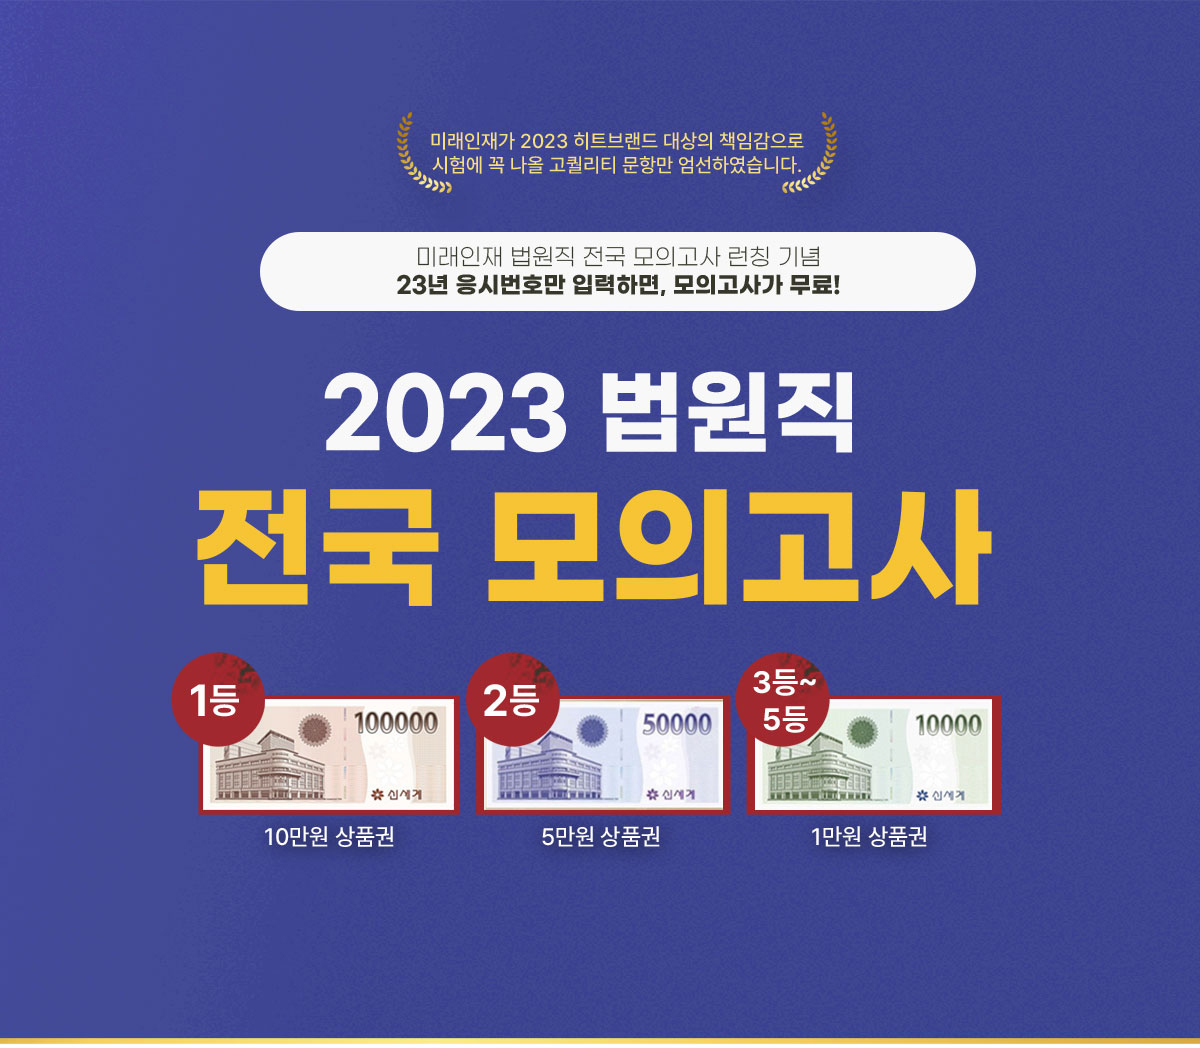 미래인재가 2023 히트브랜드 대상의 책임감으로
시험에 꼭 나올 고퀄리티 문항만 엄선하였습니다.
미래인재 법원직 전국 모의고사 런칭 기념
23년 응시번호만 입력하면, 모의고사가 무료!
2023 법원직
전국 모의고사
1등
100000
신세계
10만원 상품권
2등
50000
신세계
5만원 상품권
3등~
5등
10000
신세계
1만원 상품권